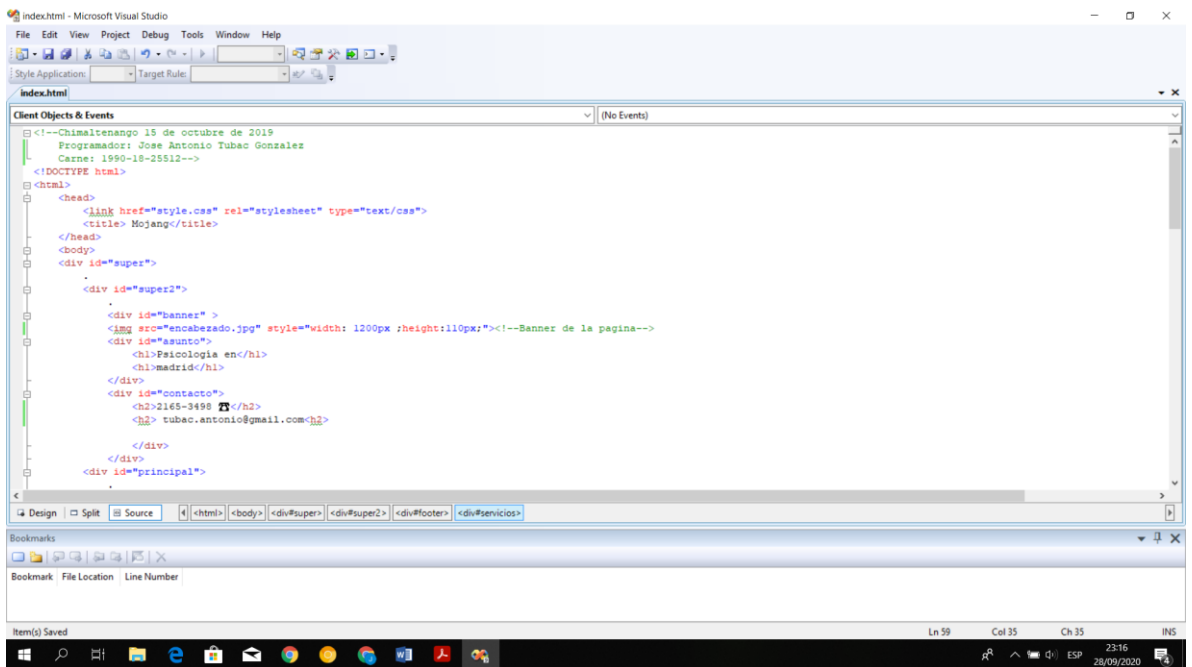 index.html - Microsoft Visual Studio
File Edit View Project Debug Tools Window Help
Style Application: Target Rule:
index.html
Client Objects & Events (No Events)
<!--Chimaltenango 15 de octubre de 2019
Programador: Jose Antonio Tubac Gonzalez
Carne: 1990-18-25512-->
<!DOCTYPE html>
<html>
<head>
<link href="style.css" rel="stylesheet" type="text/css">
<title> Mojang</title>
</head>
<body>
<div id="super">
.
<div id="super2">
.
<div id="banner" >
<img src="encabezado.jpg" style="width: 1200px ;height:110px;"><!--Banner de la pagina-->
<div id="asunto">
<h1>Psicología en</h1>
<h1>madrid</h1>
</div>
<div id="contacto">
<h2>2165-3498 ☎</h2>
<h2> tubac.antonio@gmail.com<h2>
</div>
</div>
<div id="principal">
.
Design Split Source <html> <body> <div#super> <div#super2> <div#footer> <div#servicios>
Bookmarks
Bookmark File Location Line Number
Item(s) Saved Ln 59 Col 35 Ch 35 INS
ESP 23:16
28/09/2020